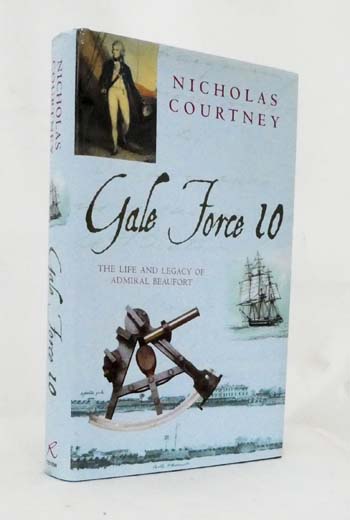 NICHOLAS
COURTNEY
Gale Force 10
THE LIFE AND LEGACY OF
ADMIRAL BEAUFORT
NICHOLAS
COURTNEY
Gale Force 10
R